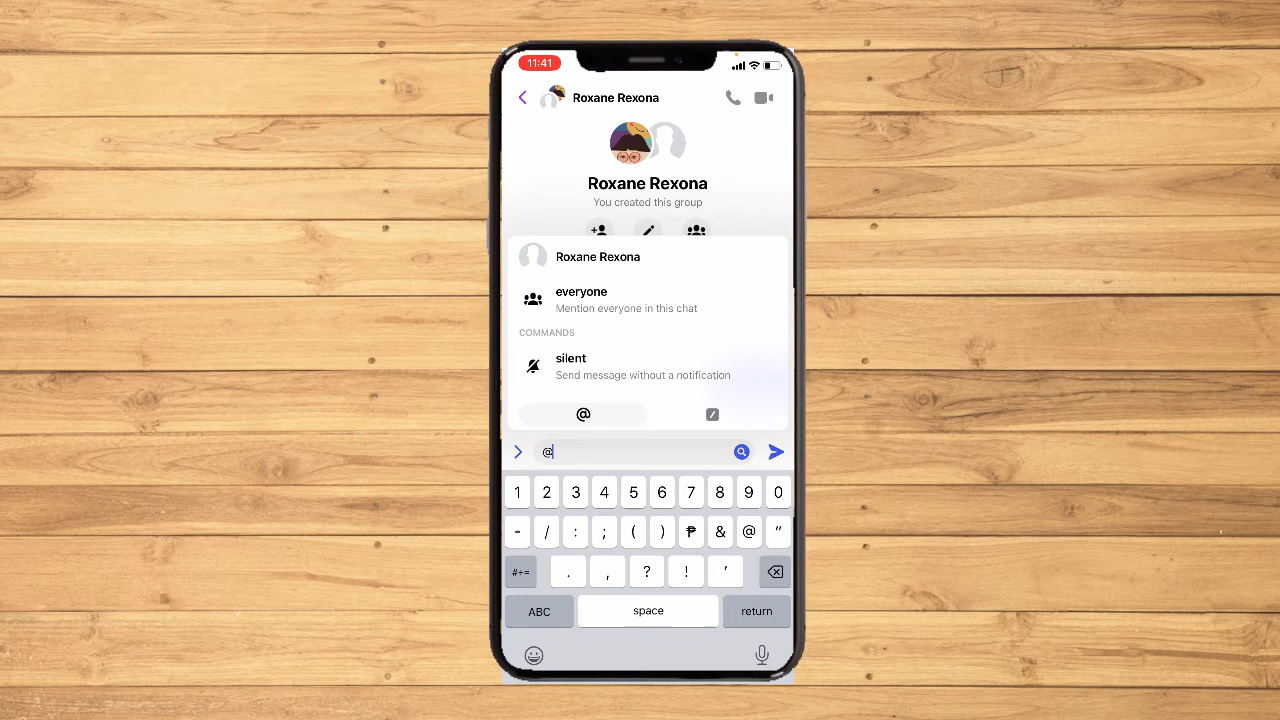 11:41
Roxane Rexona
Roxane Rexona
You created this group
Roxane Rexona
everyone
Mention everyone in this chat
COMMANDS
silent
Send message without a notification
@ /
@
1 2 3 4 5 6 7 8 9 0
- / : ; ( ) ₱ & @ "
#+= . , ? ! '
ABC space return